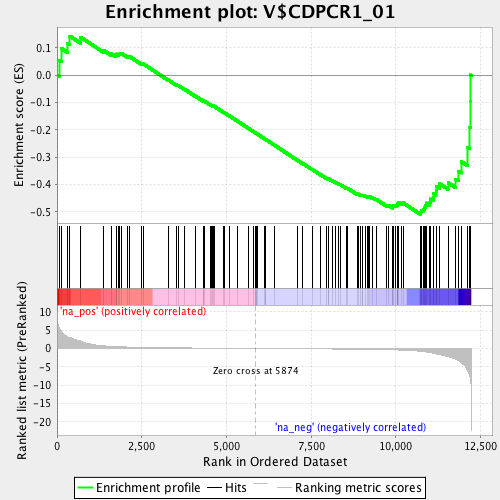 Enrichment plot: V$CDPCR1_01
Enrichment score (ES)
0.1
0.0
-0.1
-0.2
-0.3
-0.4
-0.5
'na_pos' (positively correlated)
Ranked list metric (PreRanked)
10
5
0
-5
-10
-15
-20
Zero cross at 5874
'na_neg' (negatively correlated)
0
2,500
5,000
7,500
10,000
12,500
Rank in Ordered Dataset
Enrichment profile
Hits
Ranking metric scores